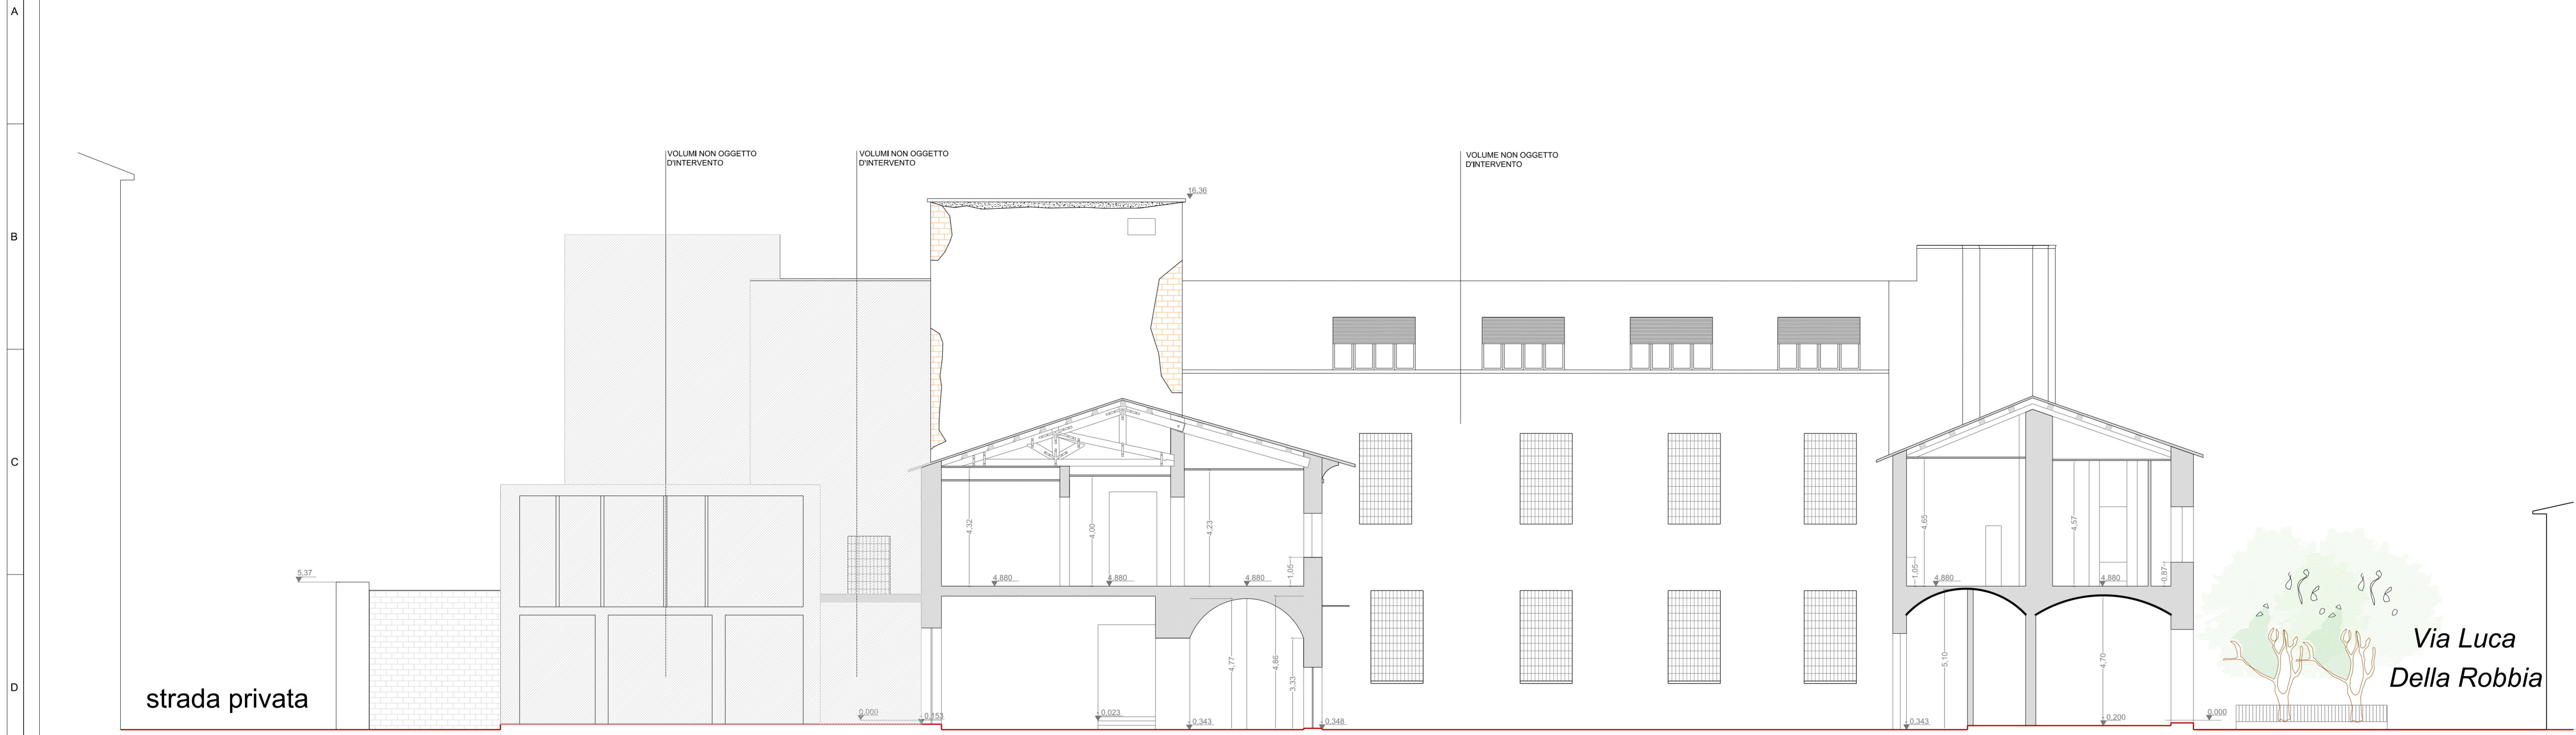 A
B
C
D
VOLUMI NON OGGETTO
D'INTERVENTO
VOLUMI NON OGGETTO
D'INTERVENTO
VOLUME NON OGGETTO
D'INTERVENTO
16,36
5,37
4,32
4,00
4,23
4,65
4,57
4.880
4.880
4.880
1,05
4.880
1,05
4.880
0,87
4,77
4,86
3,33
5,10
4,70
strada privata
Via Luca
Della Robbia
0.000
- 0.153
- 0.023
- 0.343
- 0.348
- 0.343
- 0.200
0.000